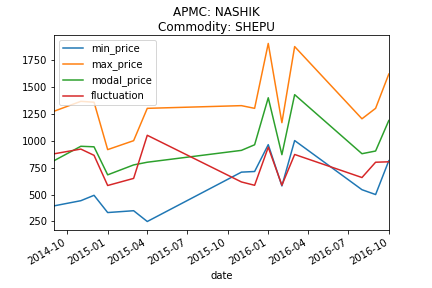 APMC: NASHIK
Commodity: SHEPU
min_price
max_price
modal_price
fluctuation
1750
1500
1250
1000
750
500
250
2014-10
2015-01
2015-04
2015-07
2015-10
2016-01
2016-04
2016-07
2016-10
date